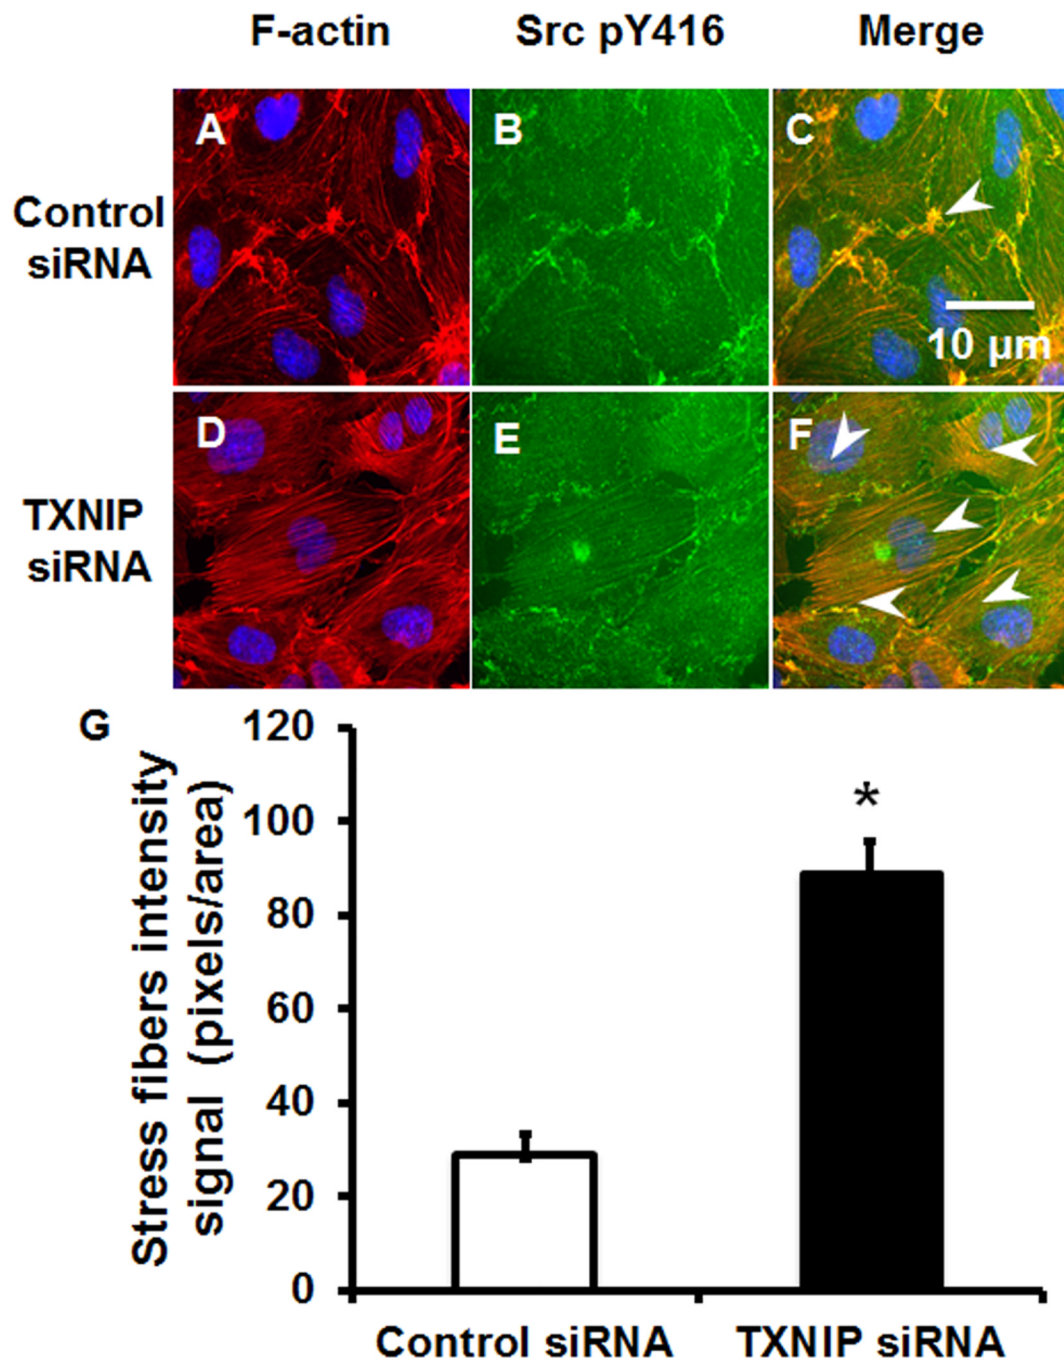 F-actin Src pY416 Merge
A B C
Control
siRNA
10 µm
D E F
TXNIP
siRNA
G
Stress fibers intensity
signal (pixels/area)
120
100
80
60
40
20
0
*
Control siRNA TXNIP siRNA